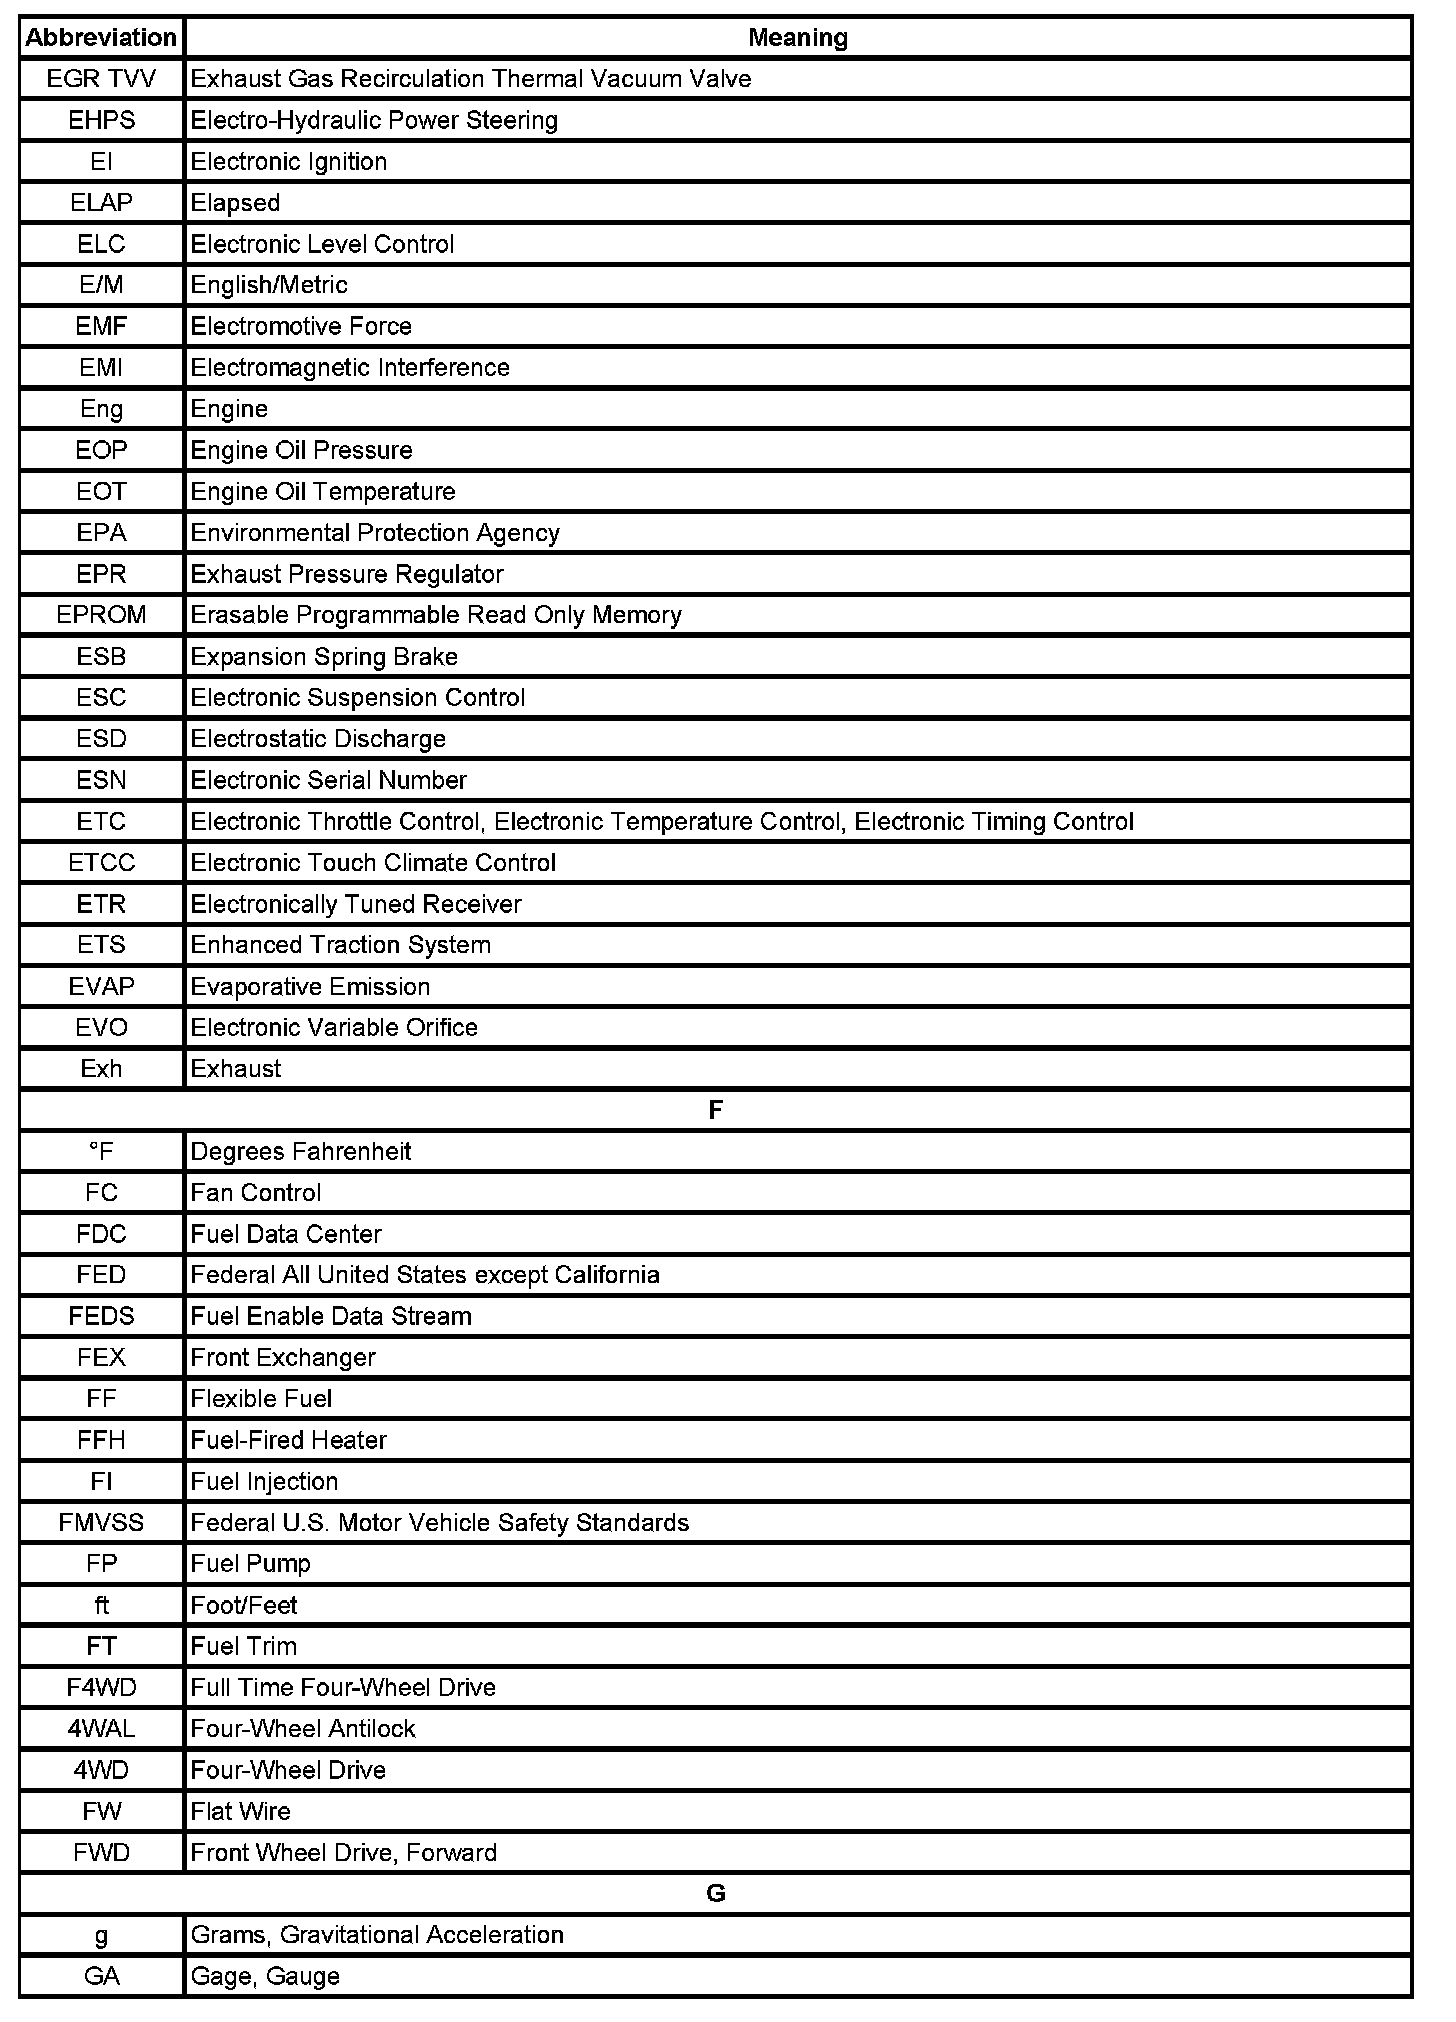 Abbreviation Meaning
EGR TVV Exhaust Gas Recirculation Thermal Vacuum Valve
EHPS Electro-Hydraulic Power Steering
EI Electronic Ignition
ELAP Elapsed
ELC Electronic Level Control
E/M English/Metric
EMF Electromotive Force
EMI Electromagnetic Interference
Eng Engine
EOP Engine Oil Pressure
EOT Engine Oil Temperature
EPA Environmental Protection Agency
EPR Exhaust Pressure Regulator
EPROM Erasable Programmable Read Only Memory
ESB Expansion Spring Brake
ESC Electronic Suspension Control
ESD Electrostatic Discharge
ESN Electronic Serial Number
ETC Electronic Throttle Control, Electronic Temperature Control, Electronic Timing Control
ETCC Electronic Touch Climate Control
ETR Electronically Tuned Receiver
ETS Enhanced Traction System
EVAP Evaporative Emission
EVO Electronic Variable Orifice
Exh Exhaust
F
°F Degrees Fahrenheit
FC Fan Control
FDC Fuel Data Center
FED Federal All United States except California
FEDS Fuel Enable Data Stream
FEX Front Exchanger
FF Flexible Fuel
FFH Fuel-Fired Heater
FI Fuel Injection
FMVSS Federal U.S. Motor Vehicle Safety Standards
FP Fuel Pump
ft Foot/Feet
FT Fuel Trim
F4WD Full Time Four-Wheel Drive
4WAL Four-Wheel Antilock
4WD Four-Wheel Drive
FW Flat Wire
FWD Front Wheel Drive, Forward
G
g Grams, Gravitational Acceleration
GA Gage, Gauge